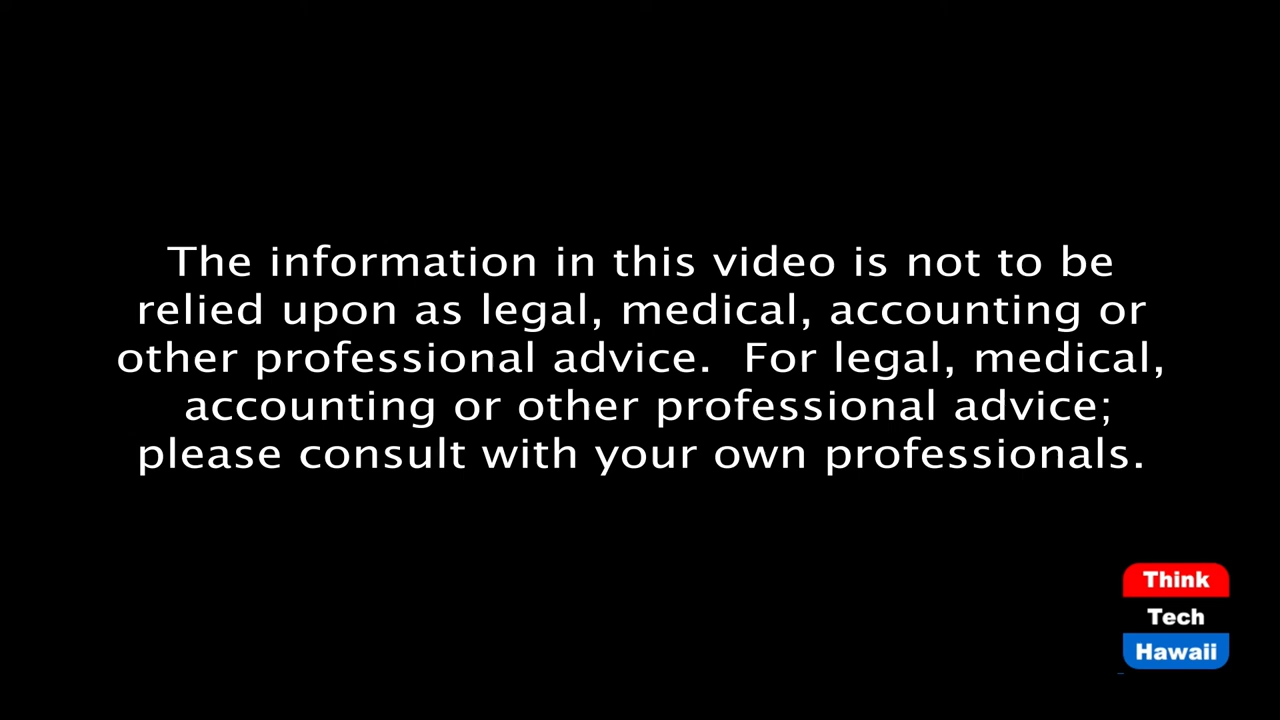 The information in this video is not to be
relied upon as legal, medical, accounting or
other professional advice.  For legal, medical,
accounting or other professional advice;
please consult with your own professionals.
Think
Tech
Hawaii